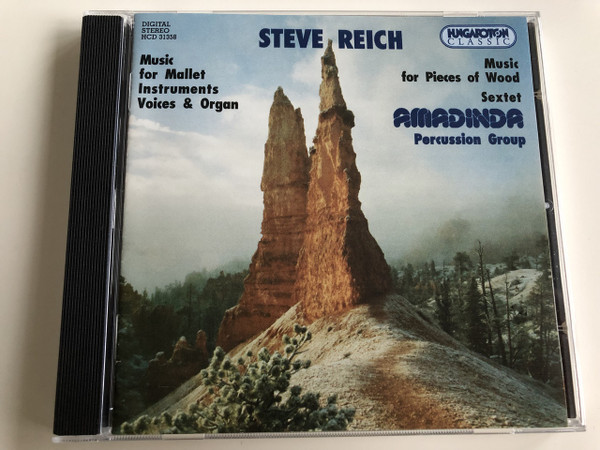 DIGITAL
STEREO
HCD 31358
STEVE REICH
HUNGAROTON
CLASSIC
Music
for Mallet
Instruments
Voices & Organ
Music
for Pieces of Wood
Sextet
AMADINDA
Percussion Group